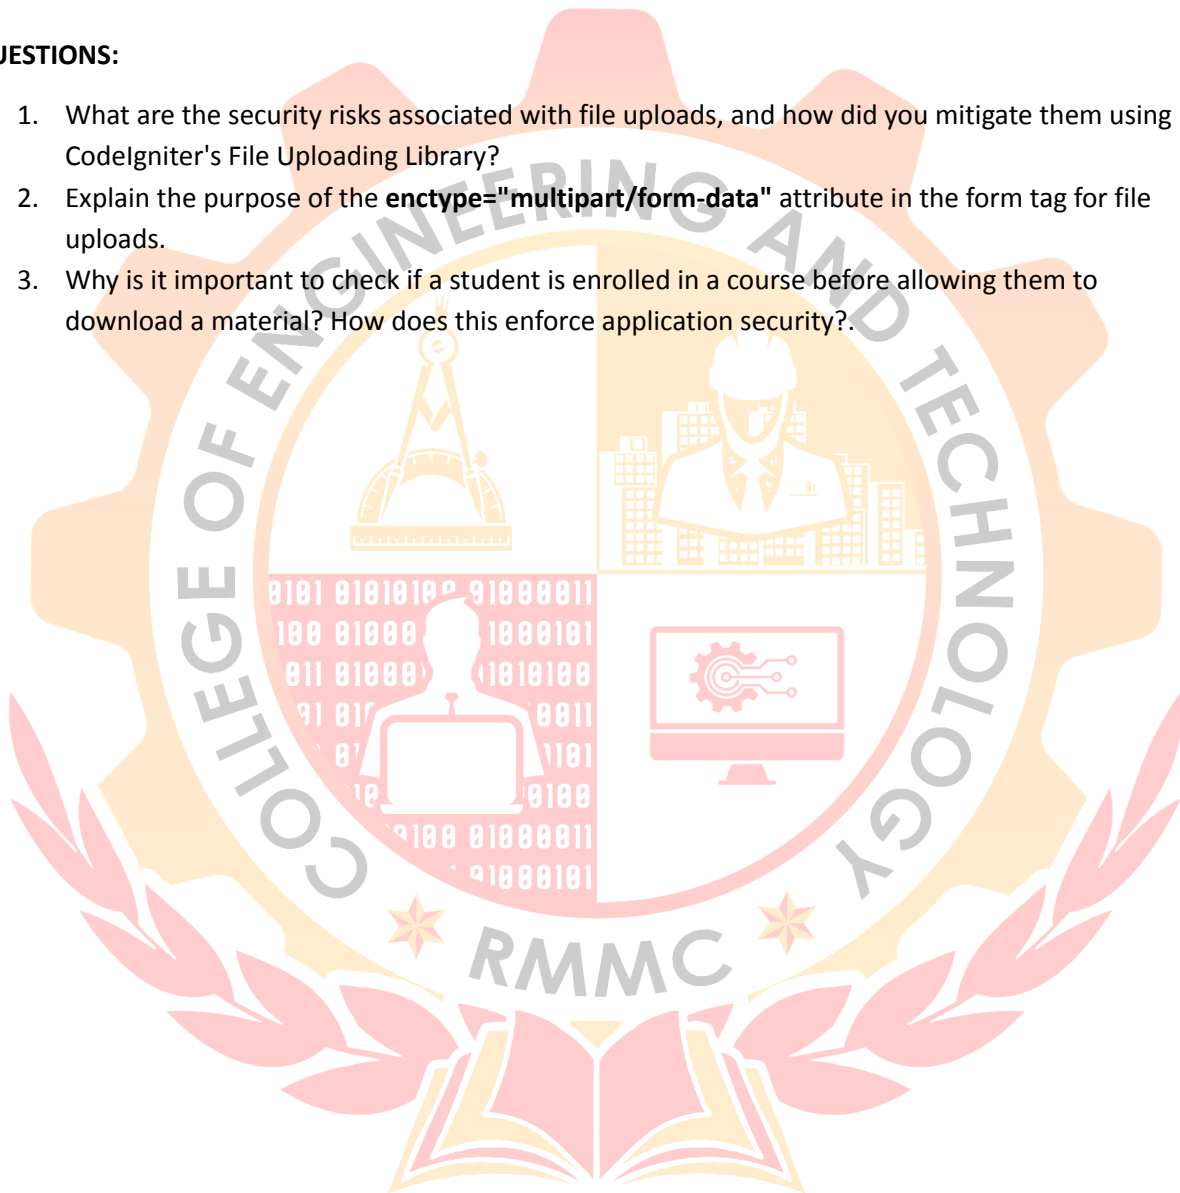 UESTIONS:
1. What are the security risks associated with file uploads, and how did you mitigate them using
CodeIgniter's File Uploading Library?
2. Explain the purpose of the enctype="multipart/form-data" attribute in the form tag for file
uploads.
3. Why is it important to check if a student is enrolled in a course before allowing them to
download a material? How does this enforce application security?.
COLLEGE OF ENGINEERING AND TECHNOLOGY
RMMC